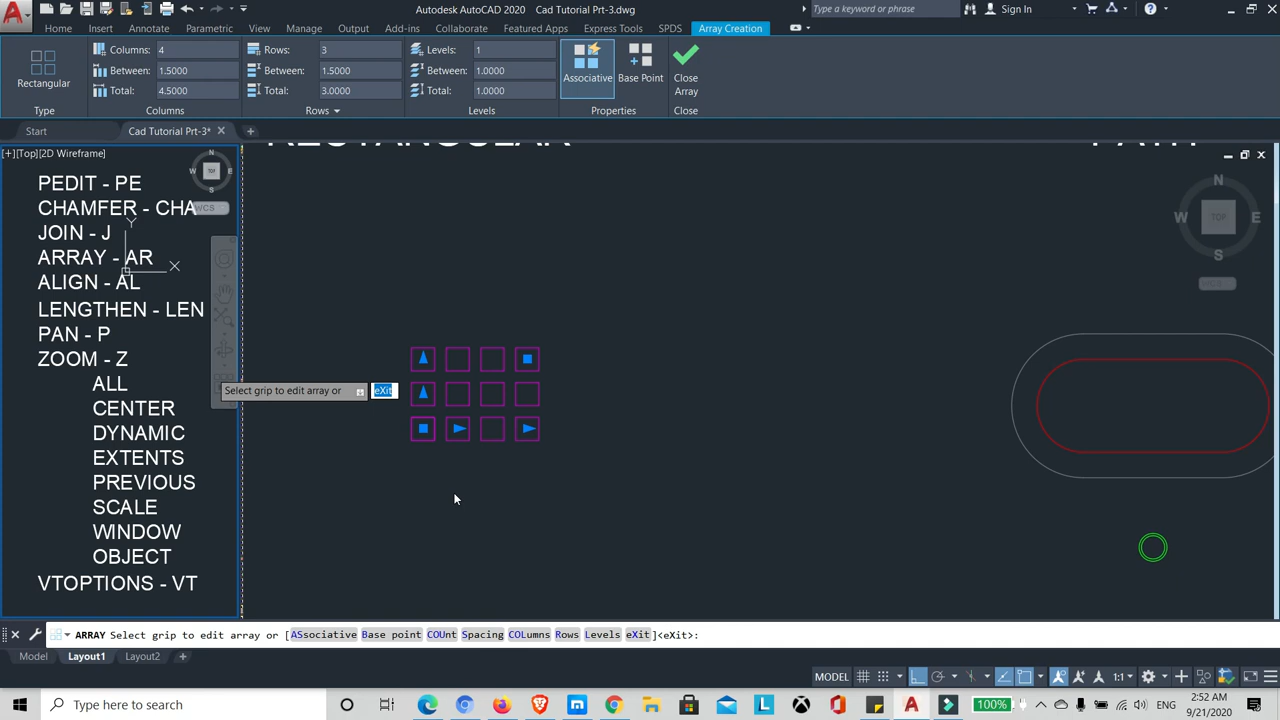 Autodesk AutoCAD 2020 Cad Tutorial Prt-3.dwg
Type a keyword or phrase
Sign In
Home Insert Annotate Parametric View Manage Output Add-ins Collaborate Featured Apps Express Tools SPDS Array Creation
Columns: 4 Rows: 3 Levels: 1
Between: 1.5000 Between: 1.5000 Between: 1.0000
Total: 4.5000 Total: 3.0000 Total: 1.0000
Rectangular
Associative
Base Point
Close
Array
Type Columns Rows Levels Properties Close
Start Cad Tutorial Prt-3*
[+][Top][2D Wireframe]
RECTANGULAR PATH
N
W TOP E
S
WCS
PEDIT - PE
CHAMFER - CHA
JOIN - J
ARRAY - AR
ALIGN - AL
LENGTHEN - LEN
PAN - P
ZOOM - Z
ALL
CENTER
DYNAMIC
EXTENTS
PREVIOUS
SCALE
WINDOW
OBJECT
VTOPTIONS - VT
Y
X
Select grip to edit array or eXit
N
W TOP E
S
WCS
ARRAY Select grip to edit array or [ASsociative Base point COUnt Spacing COLumns Rows Levels eXit]<eXit>:
Model Layout1 Layout2
MODEL 1:1
Type here to search
100%
ENG
2:52 AM
9/21/2020